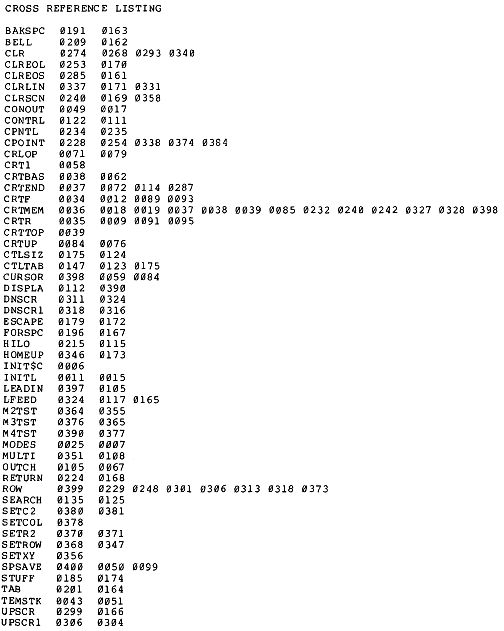 CROSS REFERENCE LISTING
BAKSPC 0191 0163
BELL 0209 0162
CLR 0274 0268 0293 0340
CLREOL 0253 0170
CLREOS 0285 0161
CLRLIN 0337 0171 0331
CLRSCN 0240 0169 0358
CONOUT 0049 0017
CONTRL 0122 0111
CPNTL 0234 0235
CPOINT 0228 0254 0338 0374 0384
CRLOP 0071 0079
CRT1 0058
CRTBAS 0038 0062
CRTEND 0037 0072 0114 0287
CRTF 0034 0012 0089 0093
CRTMEM 0036 0018 0019 0037 0038 0039 0085 0232 0240 0242 0327 0328 0398
CRTR 0035 0009 0091 0095
CRTTOP 0039
CRTUP 0084 0076
CTLSIZ 0175 0124
CTLTAB 0147 0123 0175
CURSOR 0398 0059 0084
DISPLA 0112 0390
DNSCR 0311 0324
DNSCR1 0318 0316
ESCAPE 0179 0172
FORSPC 0196 0167
HILO 0215 0115
HOMEUP 0346 0173
INIT$C 0006
INITL 0011 0015
LEADIN 0397 0105
LFEED 0324 0117 0165
M2TST 0364 0355
M3TST 0376 0365
M4TST 0390 0377
MODES 0025 0007
MULTI 0351 0108
OUTCH 0105 0067
RETURN 0224 0168
ROW 0399 0229 0248 0301 0306 0313 0318 0373
SEARCH 0135 0125
SETC2 0380 0381
SETCOL 0378
SETR2 0370 0371
SETROW 0368 0347
SETXY 0356
SPSAVE 0400 0050 0099
STUFF 0185 0174
TAB 0201 0164
TEMSTK 0043 0051
UPSCR 0299 0166
UPSCR1 0306 0304